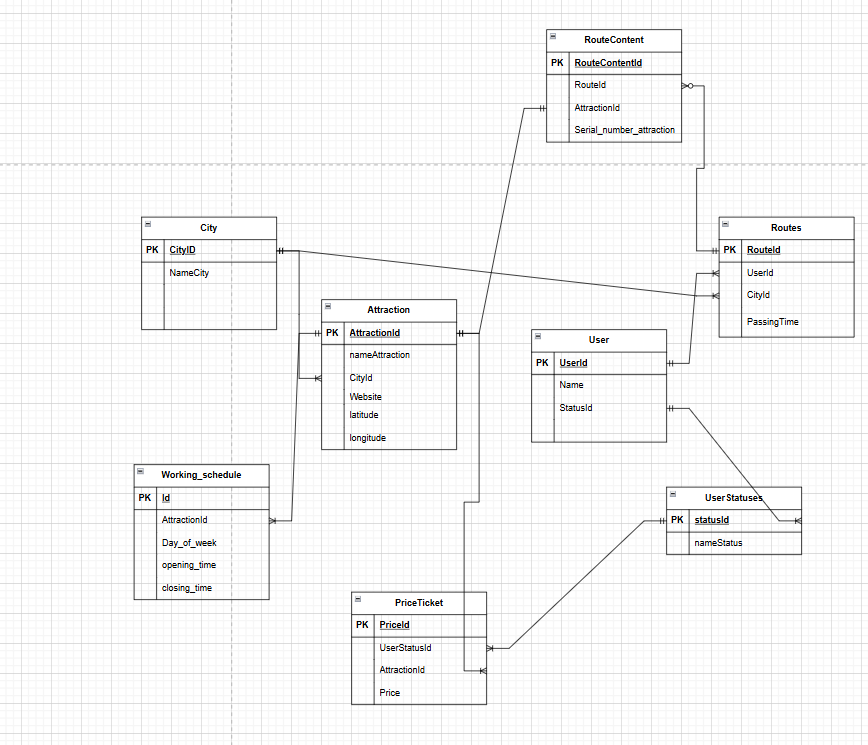 RouteContent
PK RouteContentId
RouteId
AttractionId
Serial_number_attraction
City
PK CityID
NameCity
Routes
PK RouteId
UserId
CityId
PassingTime
Attraction
PK AttractionId
nameAttraction
CityId
Website
latitude
longitude
User
PK UserId
Name
StatusId
Working_schedule
PK Id
AttractionId
Day_of_week
opening_time
closing_time
UserStatuses
PK statusId
nameStatus
PriceTicket
PK PriceId
UserStatusId
AttractionId
Price